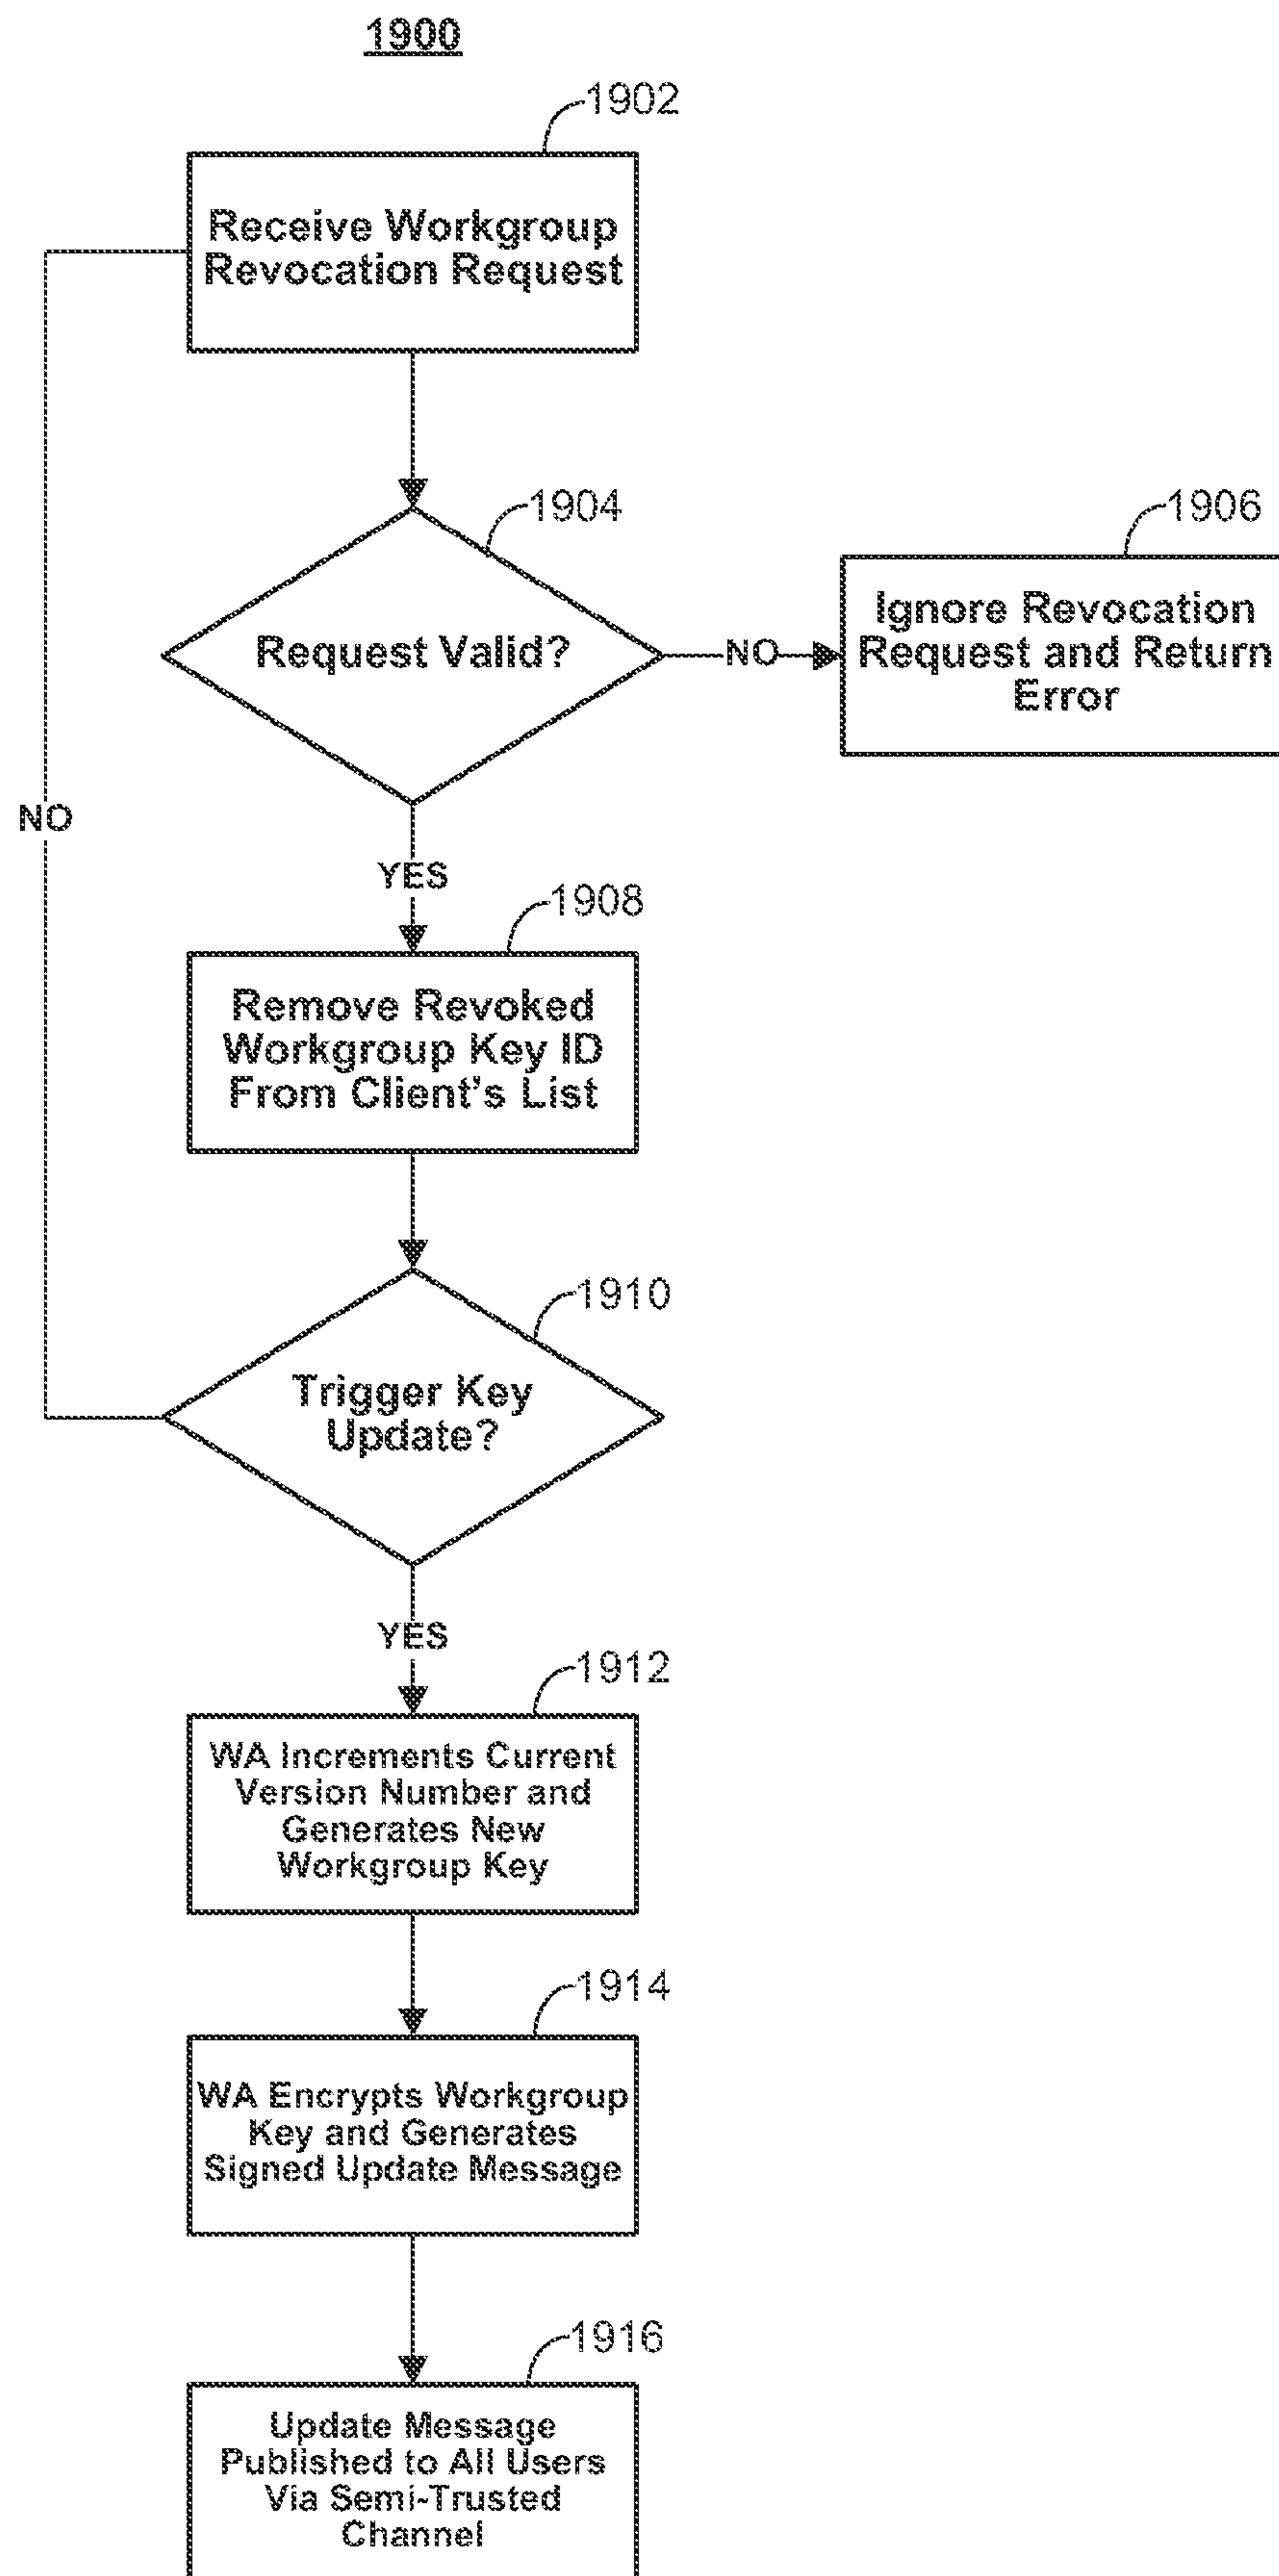 1900
1902
Receive Workgroup
Revocation Request
1904
Request Valid?
NO
1906
Ignore Revocation
Request and Return
Error
NO
YES
1908
Remove Revoked
Workgroup Key ID
From Client's List
1910
Trigger Key
Update?
YES
1912
WA Increments Current
Version Number and
Generates New
Workgroup Key
1914
WA Encrypts Workgroup
Key and Generates
Signed Update Message
1916
Update Message
Published to All Users
Via Semi-Trusted
Channel